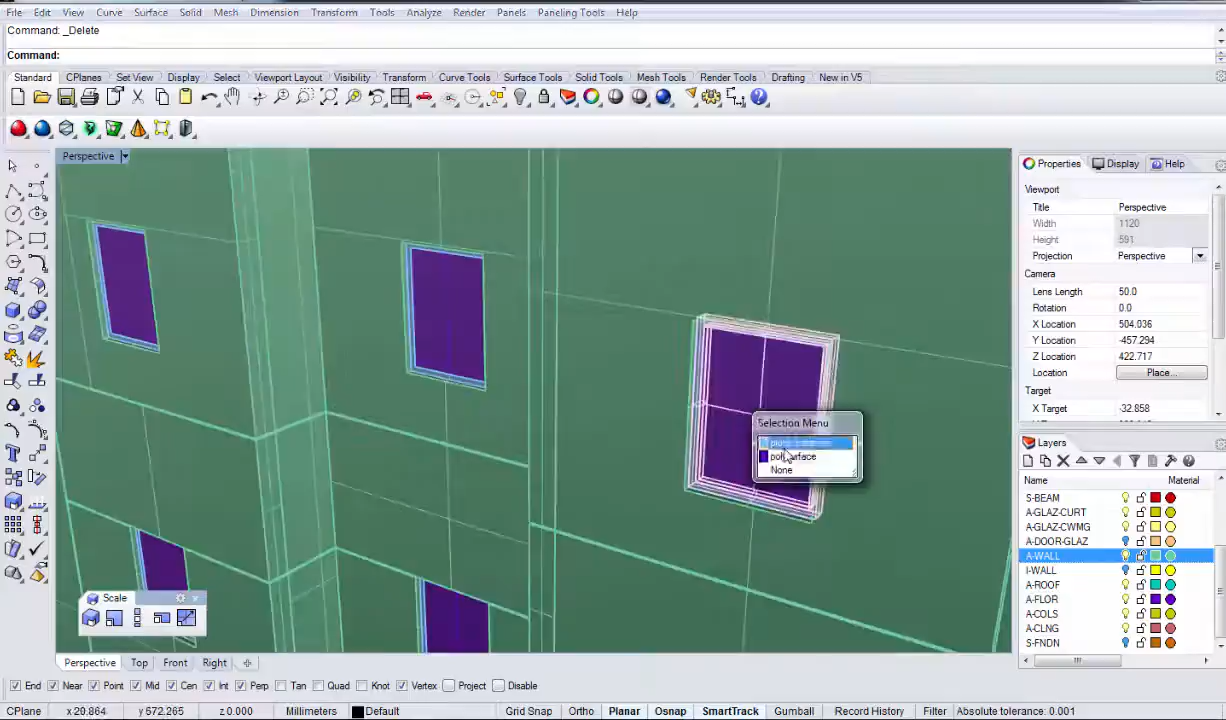 File Edit View Curve Surface Solid Mesh Dimension Transform Tools Analyze Render Panels Paneling Tools Help
Command: _Delete
Command:
Standard CPlanes Set View Display Select Viewport Layout Visibility Transform Curve Tools Surface Tools Solid Tools Mesh Tools Render Tools Drafting New in V5
Perspective
Properties Display Help
Viewport
Title Perspective
Width 1120
Height 591
Projection Perspective
Camera
Lens Length 50.0
Rotation 0.0
X Location 504.036
Y Location -457.294
Z Location 422.717
Location Place...
Target
X Target -32.858
Selection Menu
polysurface
None
Layers
Name Material
S-BEAM
A-GLAZ-CURT
A-GLAZ-CWMG
A-DOOR-GLAZ
A-WALL
I-WALL
A-ROOF
A-FLOR
A-COLS
A-CLNG
S-FNDN
Scale
Perspective Top Front Right
End Near Point Mid Cen Int Perp Tan Quad Knot Vertex Project Disable
CPlane x 20.864 y 572.265 z 0.000 Millimeters Default Grid Snap Ortho Planar Osnap SmartTrack Gumball Record History Filter Absolute tolerance: 0.001